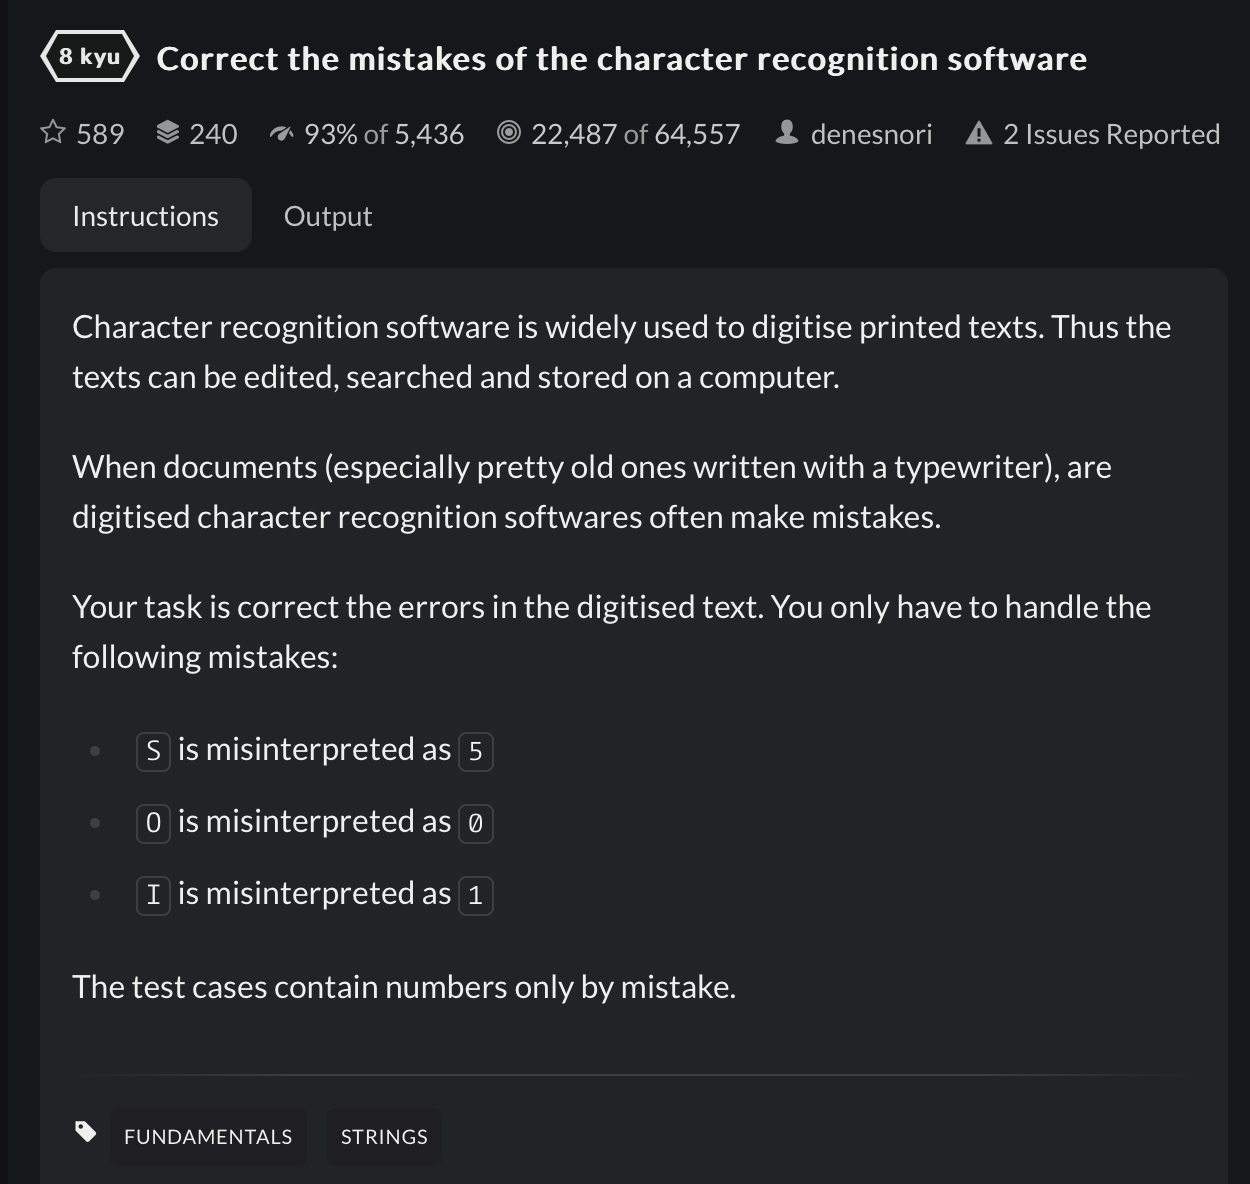 8 kyu Correct the mistakes of the character recognition software
589 240 93% of 5,436 22,487 of 64,557 denesnori 2 Issues Reported
Instructions Output
Character recognition software is widely used to digitise printed texts. Thus the
texts can be edited, searched and stored on a computer.
When documents (especially pretty old ones written with a typewriter), are
digitised character recognition softwares often make mistakes.
Your task is correct the errors in the digitised text. You only have to handle the
following mistakes:
• S is misinterpreted as 5
• O is misinterpreted as 0
• I is misinterpreted as 1
The test cases contain numbers only by mistake.
FUNDAMENTALS STRINGS